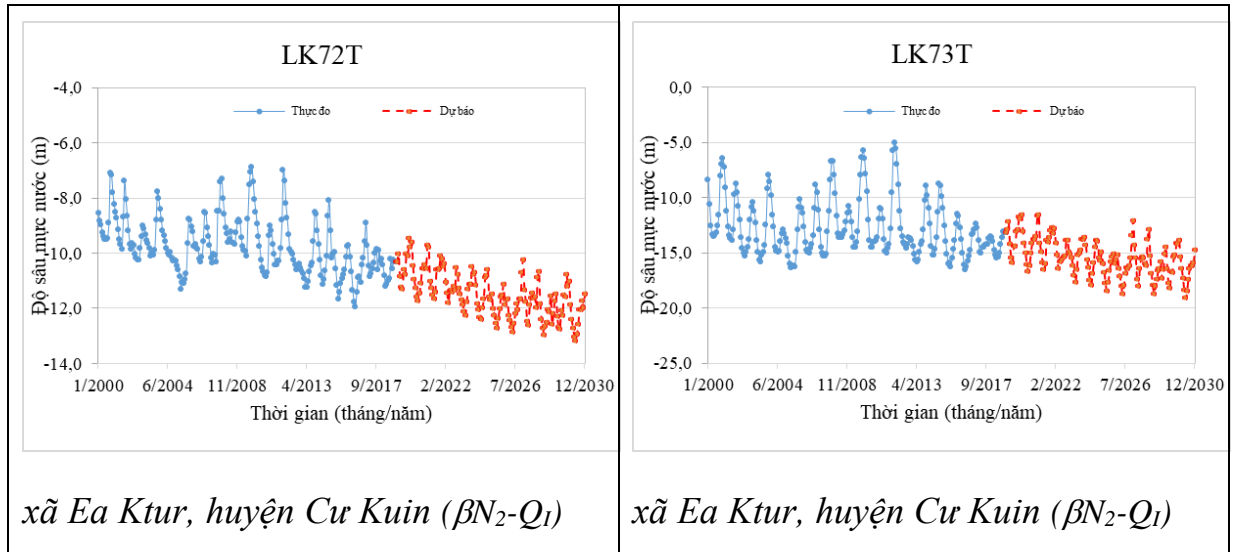 LK72T
-4,0
Thực đo
Dự báo
-6,0
-8,0
-10,0
-12,0
-14,0
Độ sâu mực nước (m)
1/2000 6/2004 11/2008 4/2013 9/2017 2/2022 7/2026 12/2030
Thời gian (tháng/năm)
xã Ea Ktur, huyện Cư Kuin (βN₂-Q_I)
LK73T
0,0
Thực đo
Dự báo
-5,0
-10,0
-15,0
-20,0
-25,0
Độ sâu mực nước (m)
1/2000 6/2004 11/2008 4/2013 9/2017 2/2022 7/2026 12/2030
Thời gian (tháng/năm)
xã Ea Ktur, huyện Cư Kuin (βN₂-Q_I)